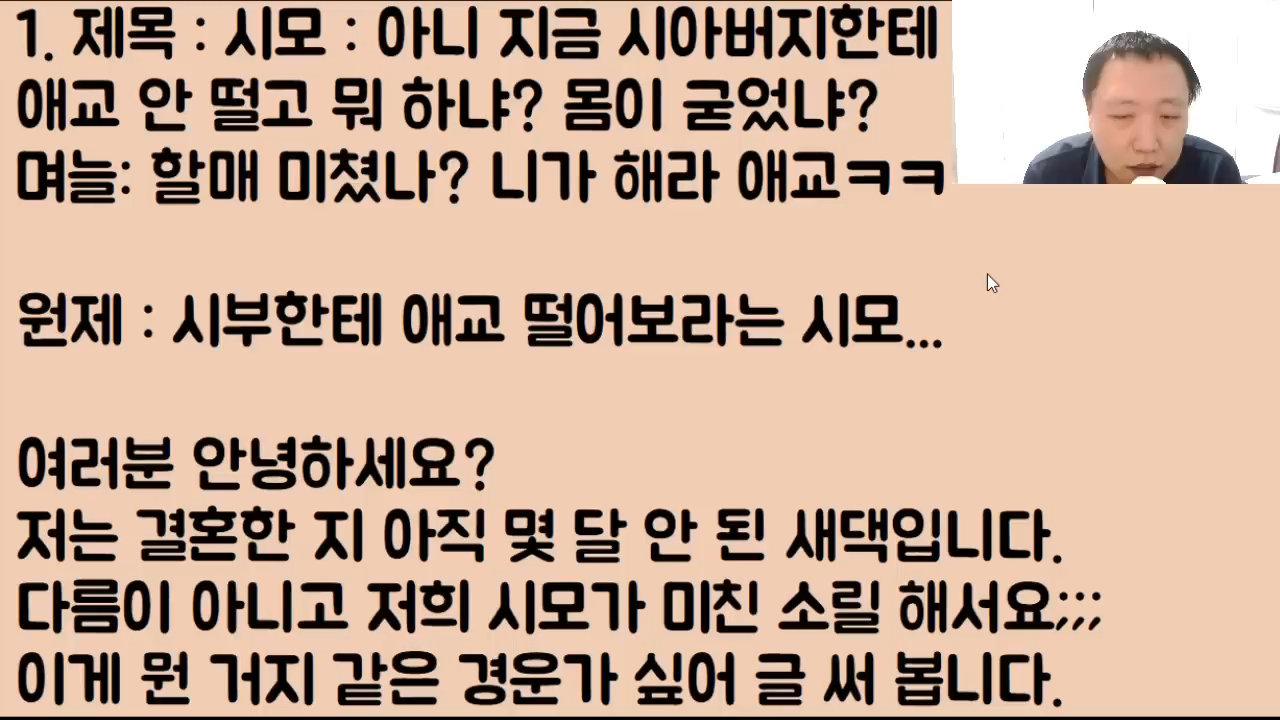 1. 제목 : 시모 : 아니 지금 시아버지한테
애교 안 떨고 뭐 하냐? 몸이 굳었냐?
며늘: 할매 미쳤나? 니가 해라 애교ㅋㅋ
원제 : 시부한테 애교 떨어보라는 시모...
여러분 안녕하세요?
저는 결혼한 지 아직 몇 달 안 된 새댁입니다.
다름이 아니고 저희 시모가 미친 소릴 해서요;;;
이게 뭔 거지 같은 경운가 싶어 글 써 봅니다.